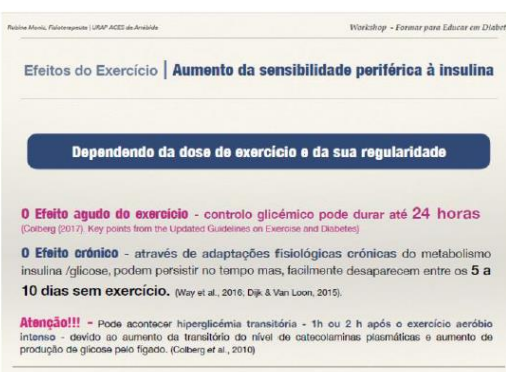 Rubine Moniz, Fisioterapeuta | URAP ACES da Arrábida
Workshop - Formar para Educar em Diabet
Efeitos do Exercício | Aumento da sensibilidade periférica à insulina
Dependendo da dose de exercício e da sua regularidade
O Efeito agudo do exercício - controlo glicémico pode durar até 24 horas
(Colberg (2017). Key points from the Updated Guidelines on Exercise and Diabetes)
O Efeito crónico - através de adaptações fisiológicas crónicas do metabolismo
insulina /glicose, podem persistir no tempo mas, facilmente desaparecem entre os 5 a
10 dias sem exercício. (Way et al., 2016; Dijk & Van Loon, 2015).
Atenção!!! - Pode acontecer hiperglicémia transitória - 1h ou 2 h após o exercício aeróbio
intenso - devido ao aumento da transitório do nível de catecolaminas plasmáticas e aumento de
produção de glicose pelo fígado. (Colberg et al., 2010)